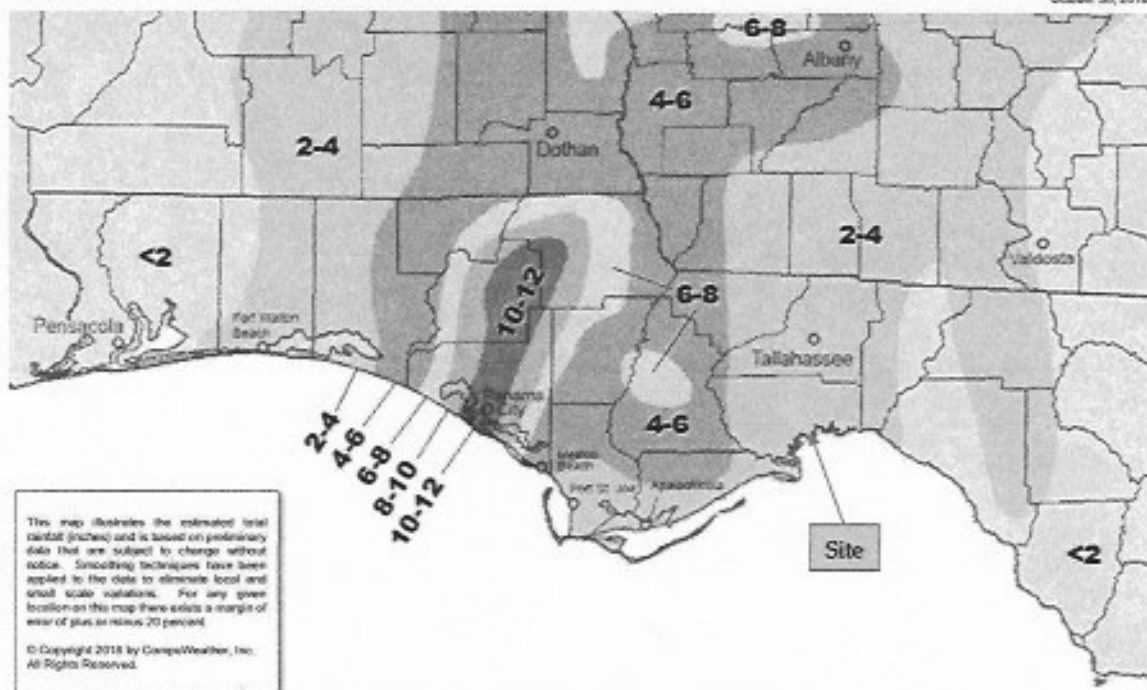 6-8
Albany
4-6
2-4
Dothan
<2
2-4
Valdosta
10-12
6-8
Pensacola
Fort Walton
Beach
Tallahassee
Panama
City
4-6
2-4
4-6
6-8
8-10
10-12
Mexico
Beach
Port St. Joe
Apalachicola
Site
<2
This map illustrates the estimated total
rainfall (inches) and is based on preliminary
data that are subject to change without
notice. Smoothing techniques have been
applied to the data to eliminate local and
small scale variations. For any given
location on this map there exists a margin of
error of plus or minus 20 percent.
© Copyright 2018 by CompuWeather, Inc.
All Rights Reserved.